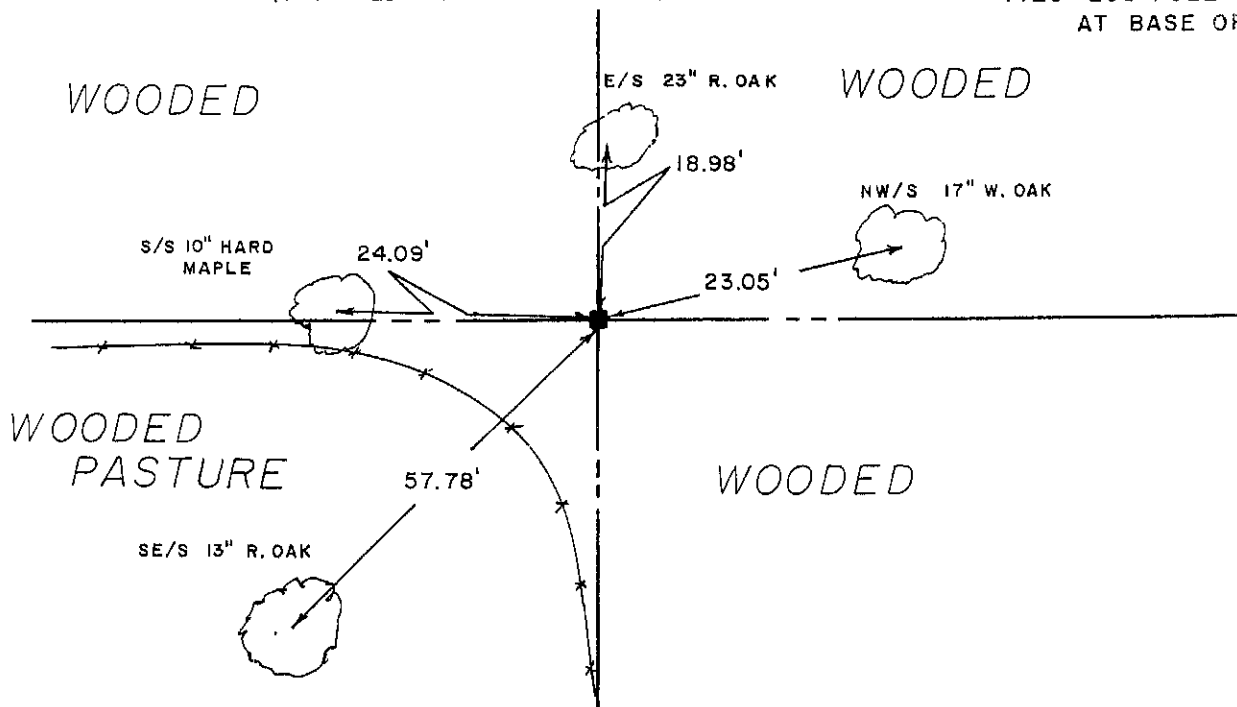 AT BASE OF
WOODED
E/S 23" R. OAK
WOODED
18.98'
NW/S 17" W. OAK
S/S 10" HARD
MAPLE
24.09'
23.05'
WOODED
PASTURE
57.78'
WOODED
SE/S 13" R. OAK